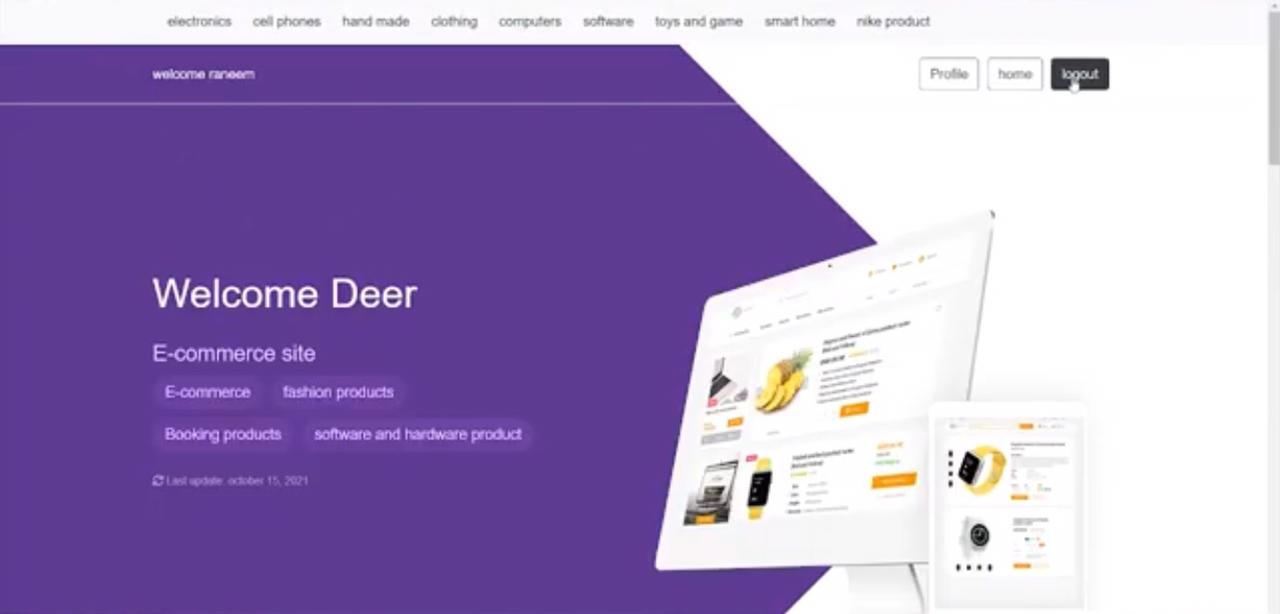 electronics cell phones hand made clothing computers software toys and game smart home nike product
welcome raneem Profile home logout
Welcome Deer
E-commerce site
E-commerce fashion products
Booking products software and hardware product
Last update: october 15, 2021